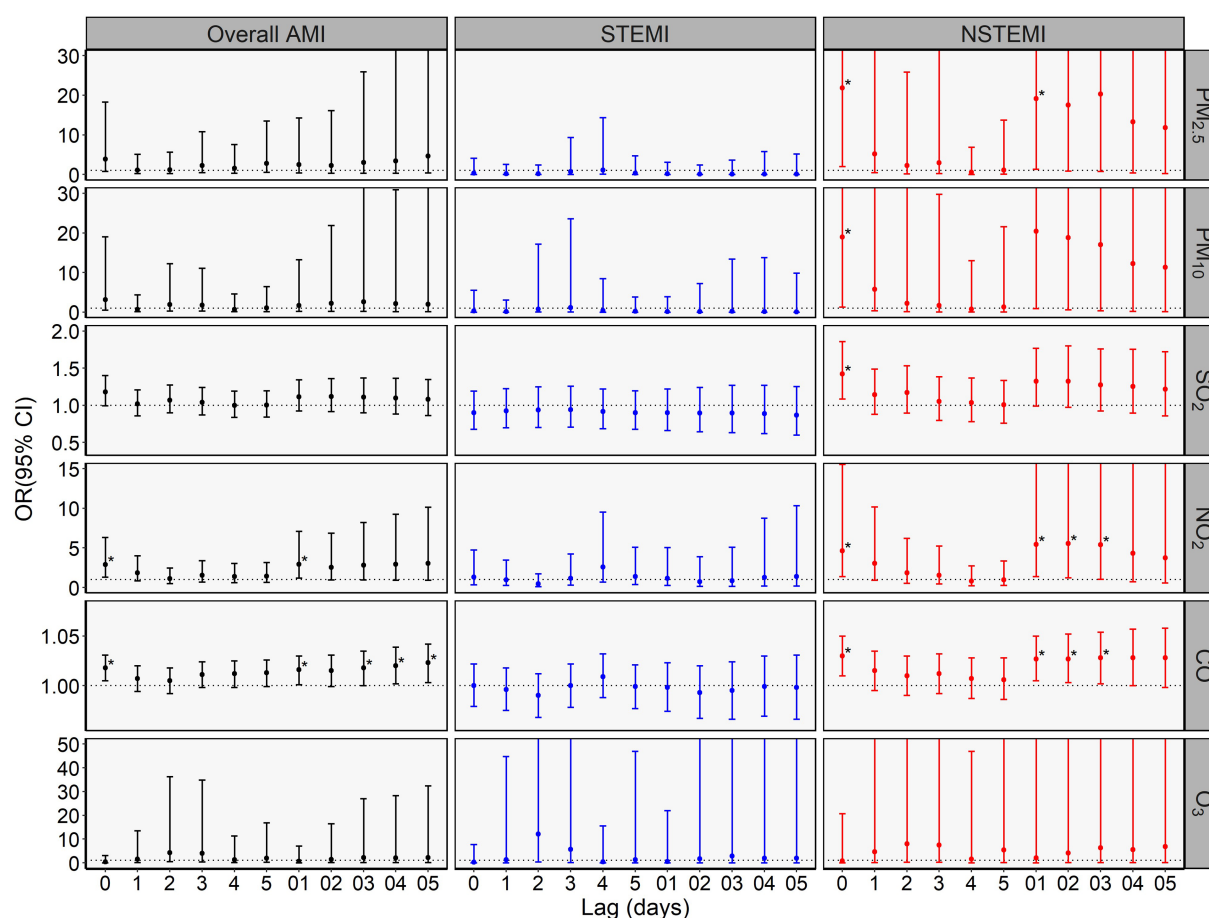 Overall AMI STEMI NSTEMI
30
20
10
0
PM2.5
* *
30
20
10
0
PM10
*
2.0
1.5
1.0
0.5
SO2
*
15
10
5
0
NO2
* * * * * *
1.05
1.00
CO
* * * * * * * * *
50
40
30
20
10
0
O3
OR(95% CI)
0 1 2 3 4 5 01 02 03 04 05 0 1 2 3 4 5 01 02 03 04 05 0 1 2 3 4 5 01 02 03 04 05
Lag (days)